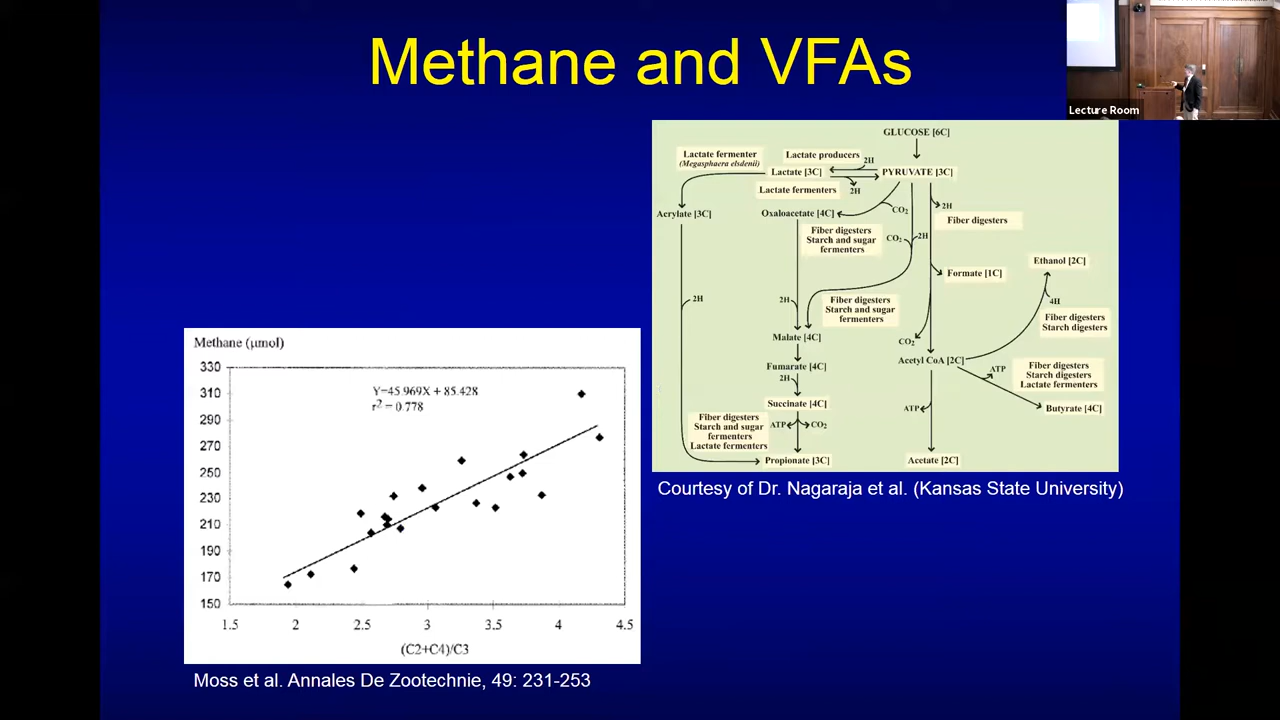 Methane and VFAs
Lecture Room
GLUCOSE [6C]
Lactate fermenter
(Megasphaera elsdenii)
Lactate producers
2H
Lactate [3C]
PYRUVATE [3C]
Lactate fermenters
2H
Acrylate [3C]
Oxaloacetate [4C]
CO2
2H
Fiber digesters
Fiber digesters
Starch and sugar
fermenters
CO2
2H
Ethanol [2C]
Formate [1C]
2H
2H
Fiber digesters
Starch and sugar
fermenters
4H
Fiber digesters
Starch digesters
Malate [4C]
CO2
Acetyl CoA [2C]
Fumarate [4C]
2H
ATP
Fiber digesters
Starch digesters
Lactate fermenters
Succinate [4C]
Butyrate [4C]
Fiber digesters
Starch and sugar
fermenters
Lactate fermenters
ATP
CO2
ATP
Propionate [3C]
Acetate [2C]
Courtesy of Dr. Nagaraja et al. (Kansas State University)
Methane (μmol)
330
310
290
270
250
230
210
190
170
150
Y=45.969X + 85.428
r2 = 0.778
1.5 2 2.5 3 3.5 4 4.5
(C2+C4)/C3
Moss et al. Annales De Zootechnie, 49: 231-253